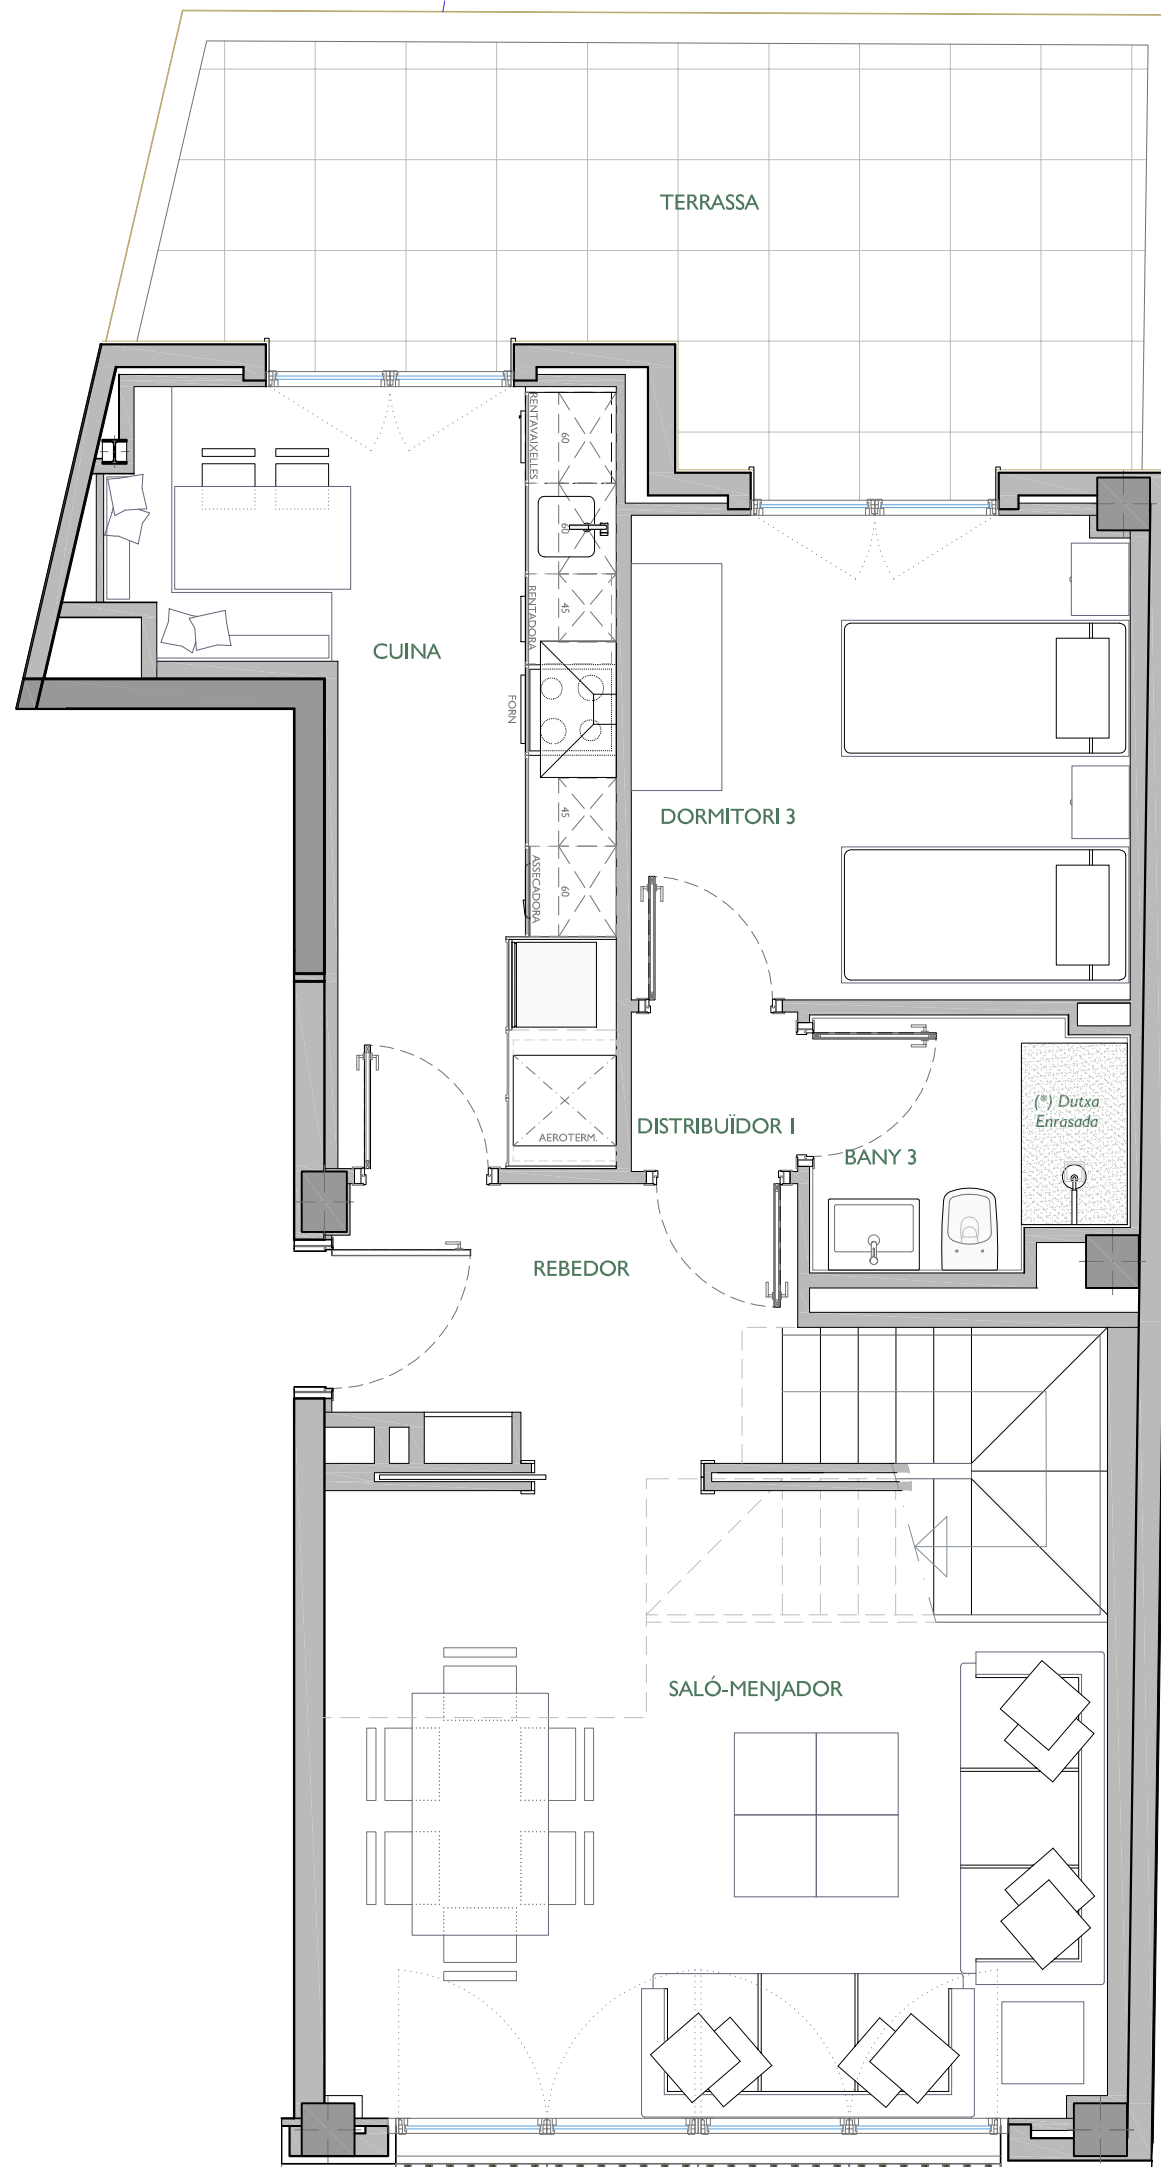 TERRASSA
RENTAVAIXELLES
60
60
RENTADORA
45
CUINA
FORN
45
DORMITORI 3
ASSECADORA
60
(*) Dutxa
Enrasada
DISTRIBUÏDOR 1
AEROTERM.
BANY 3
REBEDOR
SALÓ-MENJADOR